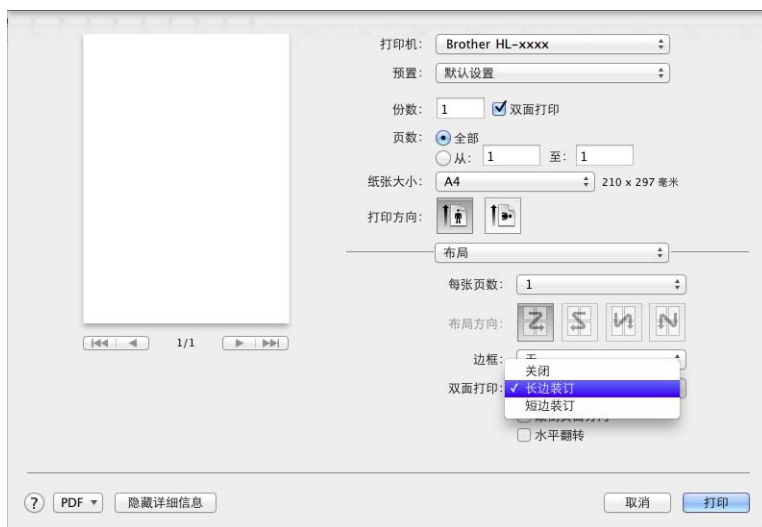 打印机: Brother HL-xxxx
预置: 默认设置
份数: 1 双面打印
页数: 全部
从: 1 至: 1
纸张大小: A4 210 x 297 毫米
打印方向:
布局
每张页数: 1
布局方向:
1/1
边框:
关闭
双面打印: ✓ 长边装订
短边装订
水平翻转
? PDF 隐藏详细信息 取消 打印